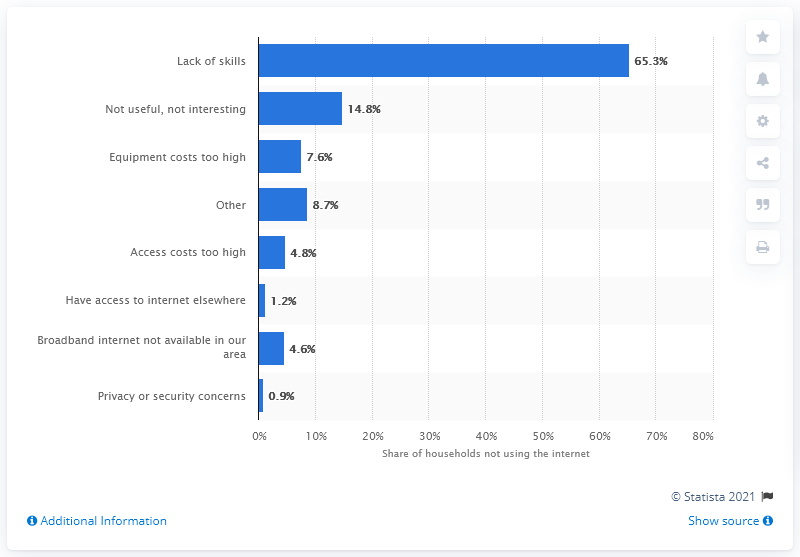 Lack of skills
65.3%
Not useful, not interesting
14.8%
Equipment costs too high
7.6%
Other
8.7%
Access costs too high
4.8%
Have access to internet elsewhere
1.2%
Broadband internet not available in our
area
4.6%
Privacy or security concerns
0.9%
0% 10% 20% 30% 40% 50% 60% 70% 80%
Share of households not using the internet
© Statista 2021
Additional Information
Show source